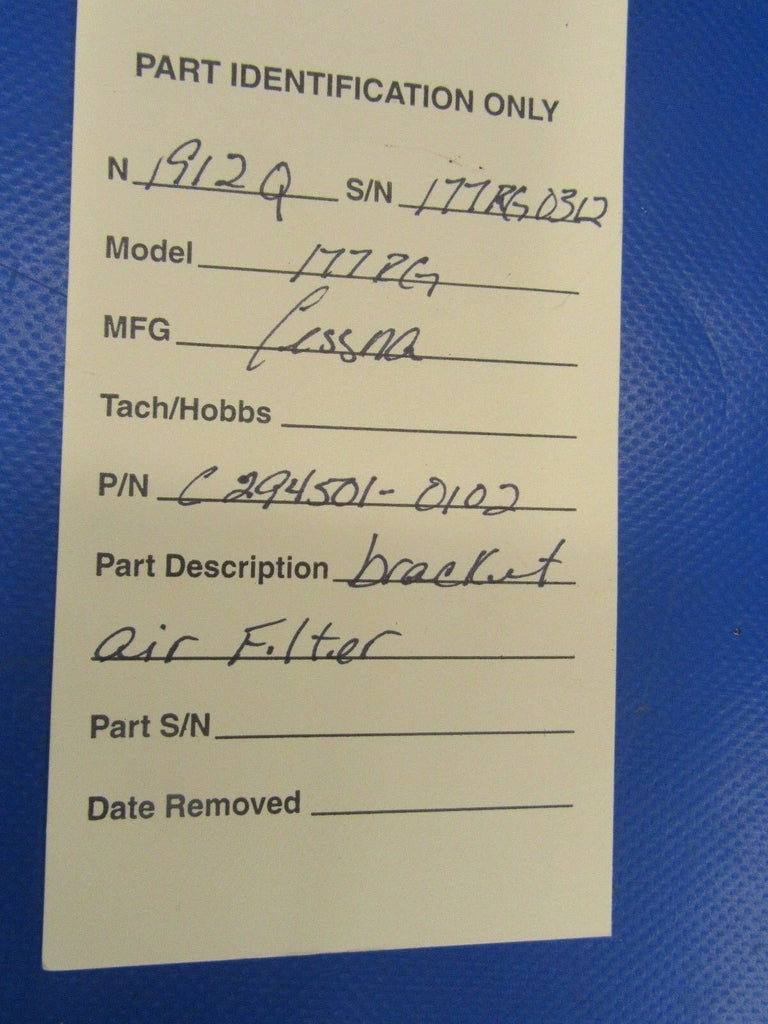 PART IDENTIFICATION ONLY
N 1912Q S/N 177RG0312
Model 177RG
MFG Cessna
Tach/Hobbs
P/N C294501-0102
Part Description bracket
air Filter
Part S/N
Date Removed